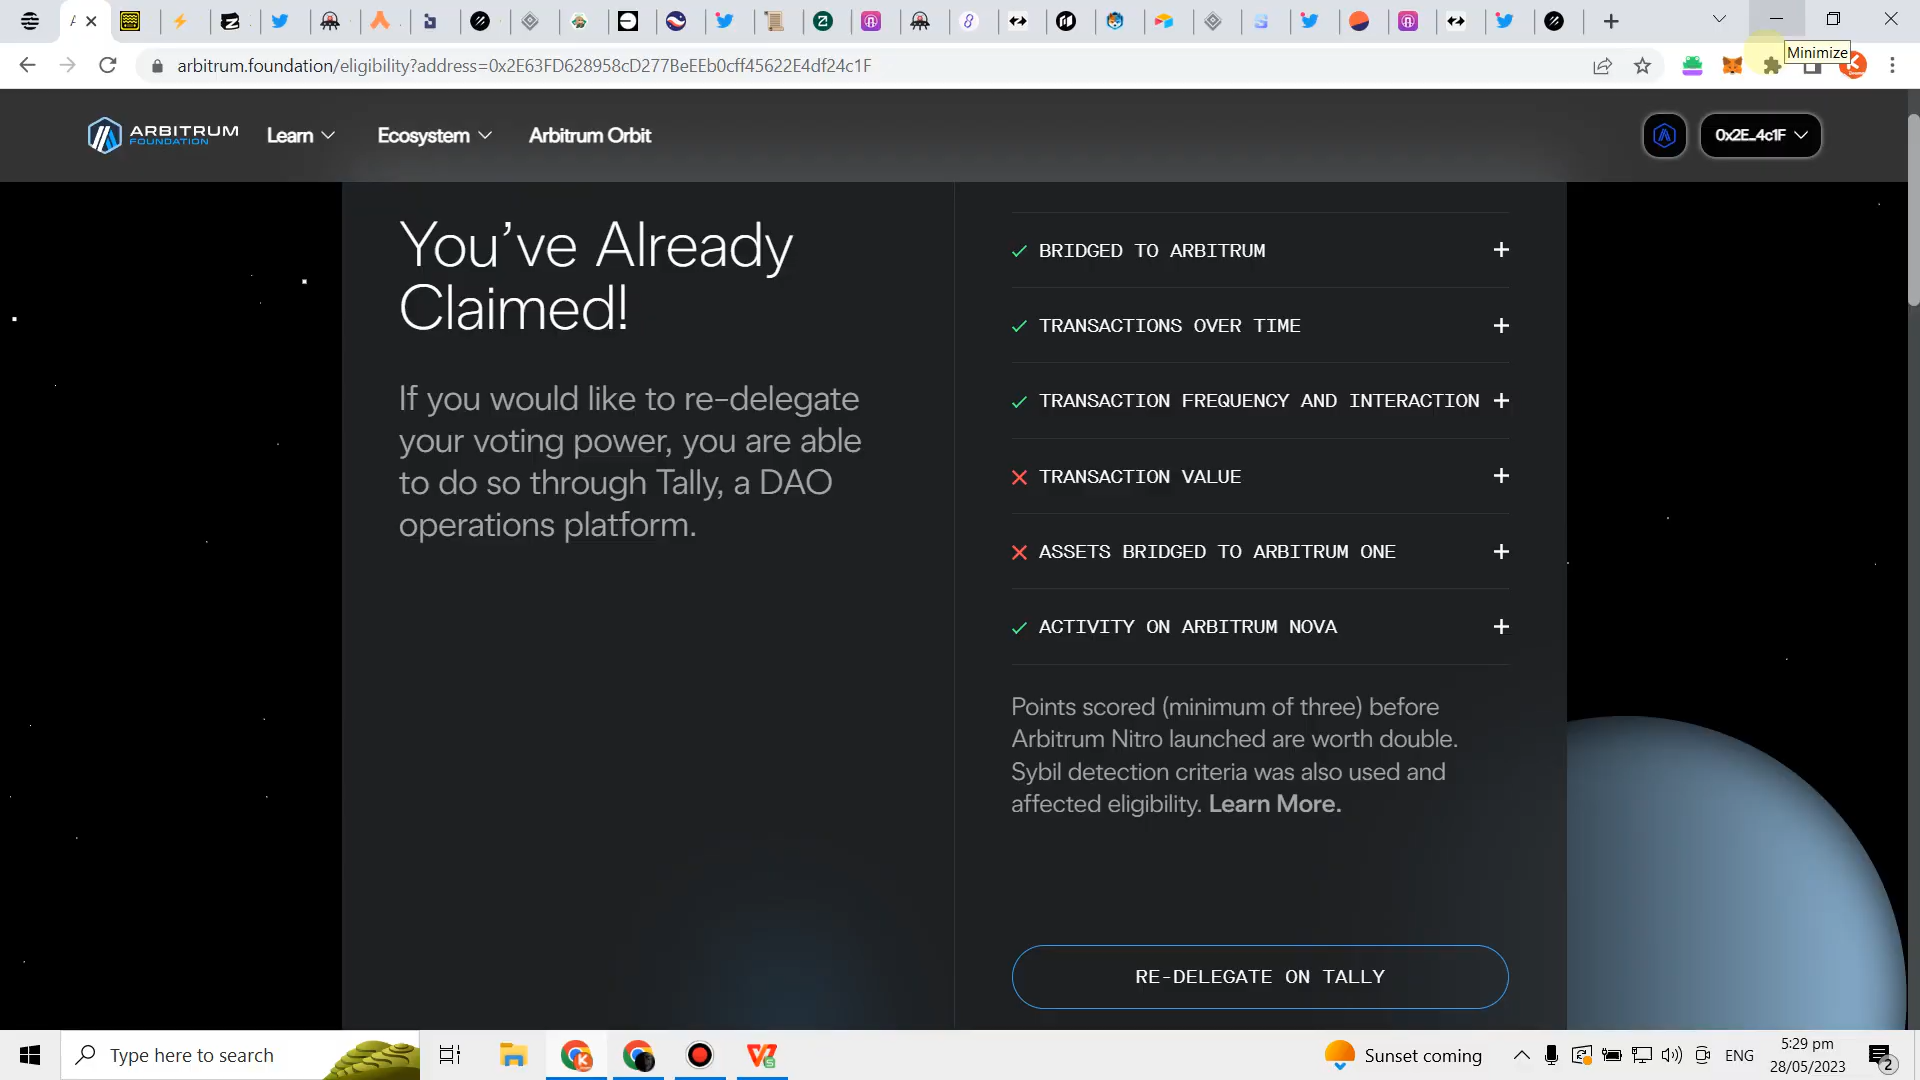 Minimize
arbitrum.foundation/eligibility?address=0x2E63FD628958cD277BeEEb0cff45622E4df24c1F
ARBITRUM
FOUNDATION
Learn
Ecosystem
Arbitrum Orbit
0x2E_4c1F
You've Already
Claimed!
If you would like to re-delegate
your voting power, you are able
to do so through Tally, a DAO
operations platform.
BRIDGED TO ARBITRUM
TRANSACTIONS OVER TIME
TRANSACTION FREQUENCY AND INTERACTION
TRANSACTION VALUE
ASSETS BRIDGED TO ARBITRUM ONE
ACTIVITY ON ARBITRUM NOVA
Points scored (minimum of three) before
Arbitrum Nitro launched are worth double.
Sybil detection criteria was also used and
affected eligibility. Learn More.
RE-DELEGATE ON TALLY
Type here to search
Sunset coming
ENG
5:29 pm
28/05/2023
2